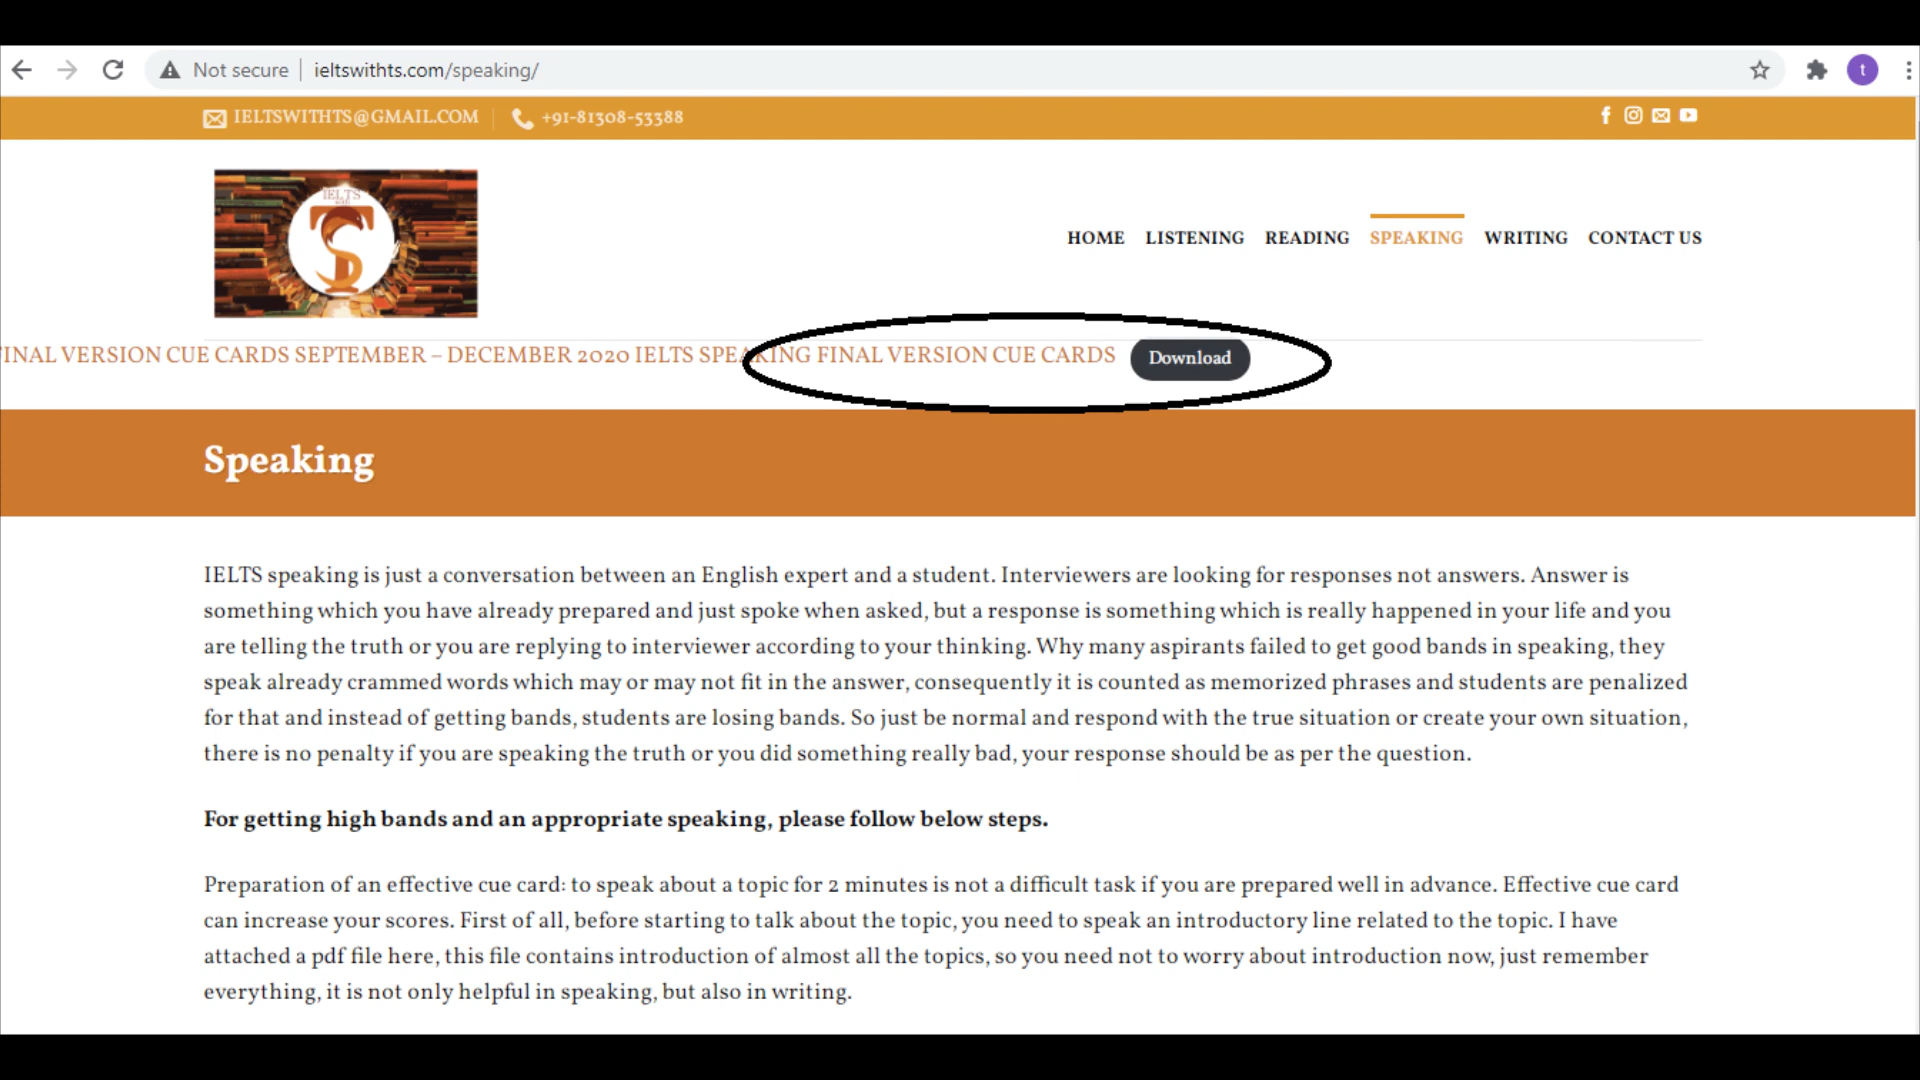 Not secure | ieltswithts.com/speaking/
t
IELTSWITHTS@GMAIL.COM
+91-81308-53388
IELTS
with
TS
HOME LISTENING READING SPEAKING WRITING CONTACT US
FINAL VERSION CUE CARDS SEPTEMBER – DECEMBER 2020 IELTS SPEAKING FINAL VERSION CUE CARDS Download
Speaking
IELTS speaking is just a conversation between an English expert and a student. Interviewers are looking for responses not answers. Answer is
something which you have already prepared and just spoke when asked, but a response is something which is really happened in your life and you
are telling the truth or you are replying to interviewer according to your thinking. Why many aspirants failed to get good bands in speaking, they
speak already crammed words which may or may not fit in the answer, consequently it is counted as memorized phrases and students are penalized
for that and instead of getting bands, students are losing bands. So just be normal and respond with the true situation or create your own situation,
there is no penalty if you are speaking the truth or you did something really bad, your response should be as per the question.
For getting high bands and an appropriate speaking, please follow below steps.
Preparation of an effective cue card: to speak about a topic for 2 minutes is not a difficult task if you are prepared well in advance. Effective cue card
can increase your scores. First of all, before starting to talk about the topic, you need to speak an introductory line related to the topic. I have
attached a pdf file here, this file contains introduction of almost all the topics, so you need not to worry about introduction now, just remember
everything, it is not only helpful in speaking, but also in writing.